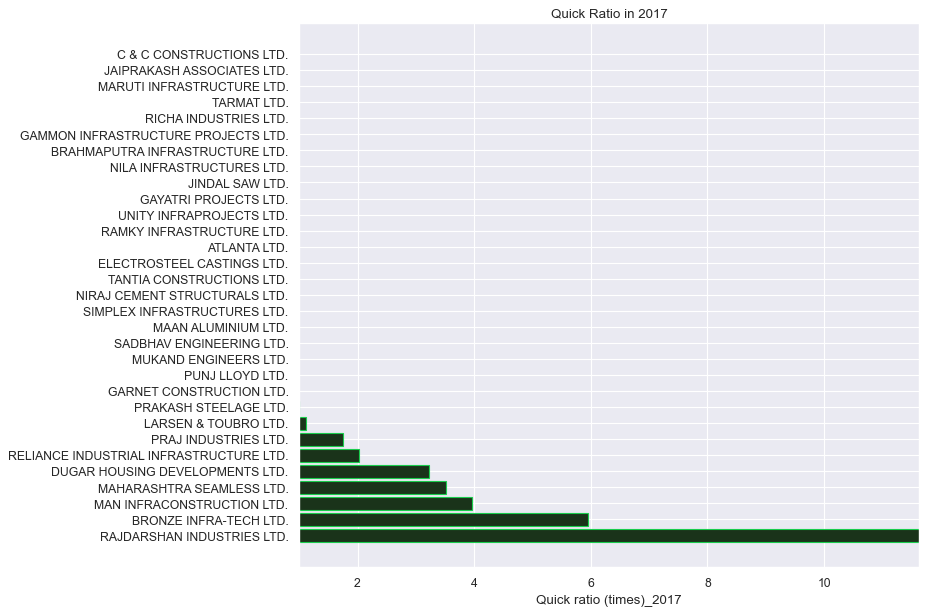 Quick Ratio in 2017
C & C CONSTRUCTIONS LTD.
JAIPRAKASH ASSOCIATES LTD.
MARUTI INFRASTRUCTURE LTD.
TARMAT LTD.
RICHA INDUSTRIES LTD.
GAMMON INFRASTRUCTURE PROJECTS LTD.
BRAHMAPUTRA INFRASTRUCTURE LTD.
NILA INFRASTRUCTURES LTD.
JINDAL SAW LTD.
GAYATRI PROJECTS LTD.
UNITY INFRAPROJECTS LTD.
RAMKY INFRASTRUCTURE LTD.
ATLANTA LTD.
ELECTROSTEEL CASTINGS LTD.
TANTIA CONSTRUCTIONS LTD.
NIRAJ CEMENT STRUCTURALS LTD.
SIMPLEX INFRASTRUCTURES LTD.
MAAN ALUMINIUM LTD.
SADBHAV ENGINEERING LTD.
MUKAND ENGINEERS LTD.
PUNJ LLOYD LTD.
GARNET CONSTRUCTION LTD.
PRAKASH STEELAGE LTD.
LARSEN & TOUBRO LTD.
PRAJ INDUSTRIES LTD.
RELIANCE INDUSTRIAL INFRASTRUCTURE LTD.
DUGAR HOUSING DEVELOPMENTS LTD.
MAHARASHTRA SEAMLESS LTD.
MAN INFRACONSTRUCTION LTD.
BRONZE INFRA-TECH LTD.
RAJDARSHAN INDUSTRIES LTD.
2 4 6 8 10
Quick ratio (times)_2017